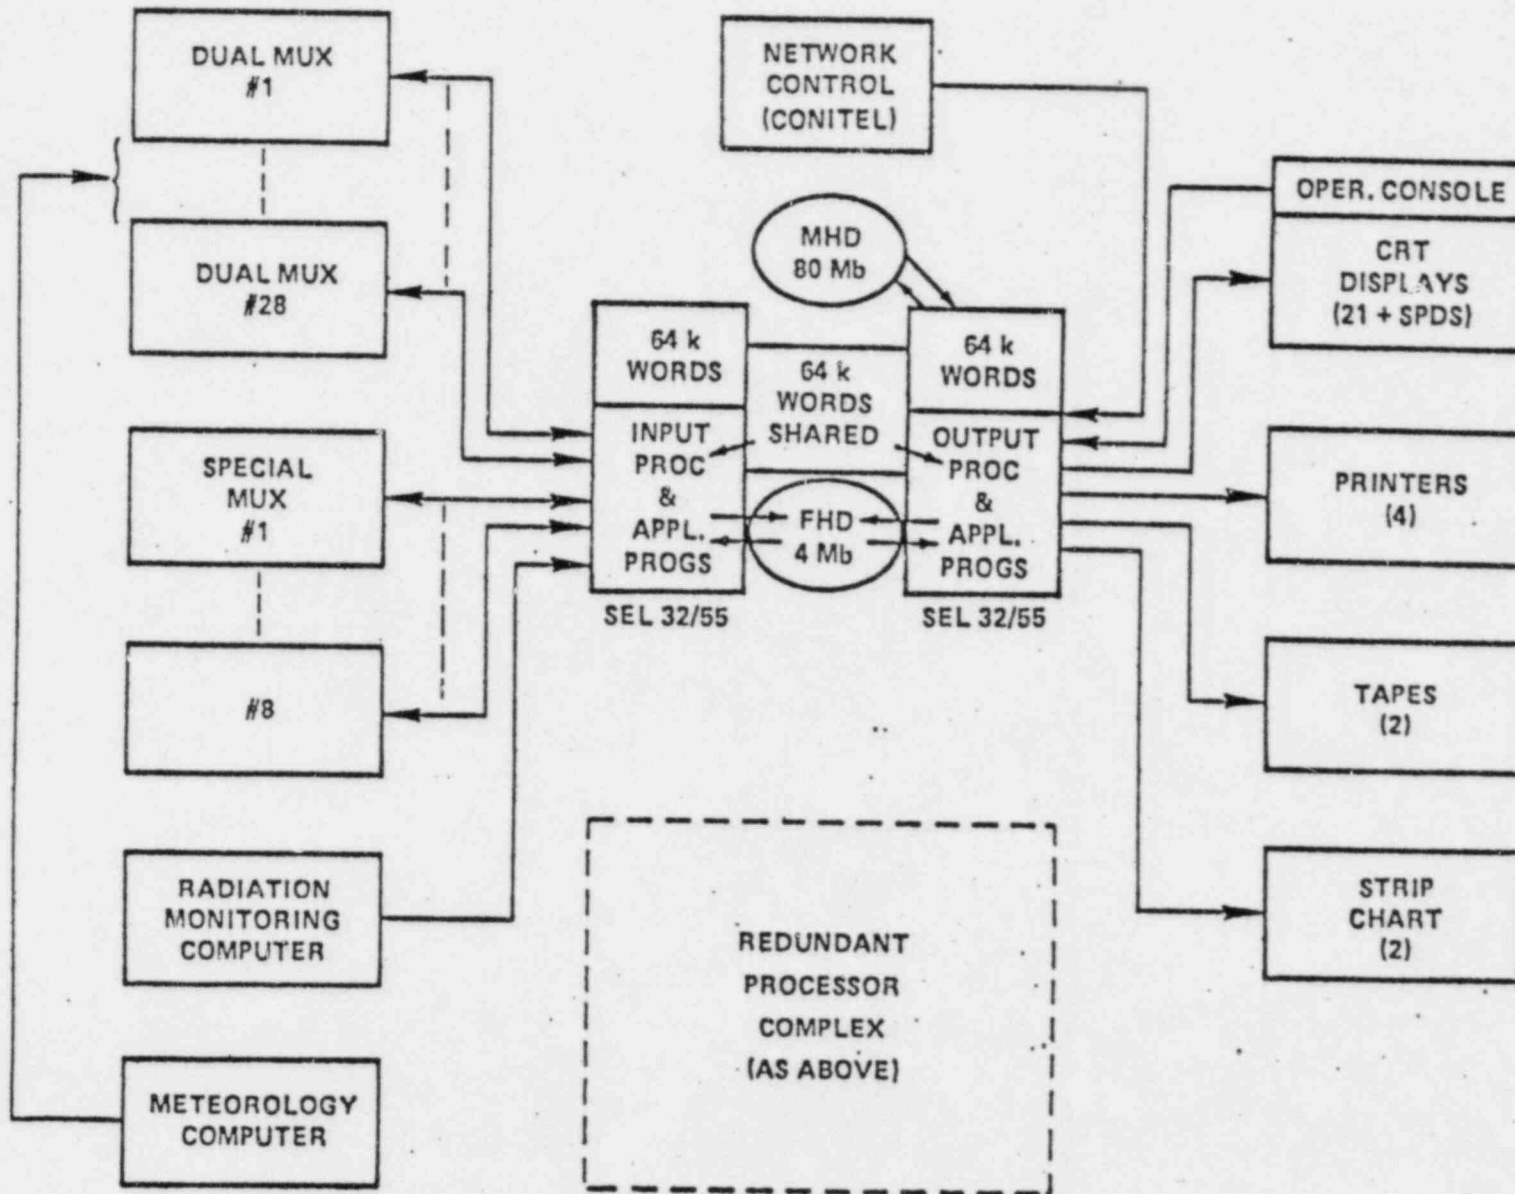 DUAL MUX
#1
DUAL MUX
#28
SPECIAL
MUX
#1
#8
RADIATION
MONITORING
COMPUTER
METEOROLOGY
COMPUTER
NETWORK
CONTROL
(CONITEL)
MHD
80 Mb
64 k
WORDS
INPUT
PROC
&
APPL.
PROGS
SEL 32/55
64 k
WORDS
SHARED
FHD
4 Mb
64 k
WORDS
OUTPUT
PROC
&
APPL.
PROGS
SEL 32/55
REDUNDANT
PROCESSOR
COMPLEX
(AS ABOVE)
OPER. CONSOLE
CRT
DISPLAYS
(21 + SPDS)
PRINTERS
(4)
TAPES
(2)
STRIP
CHART
(2)